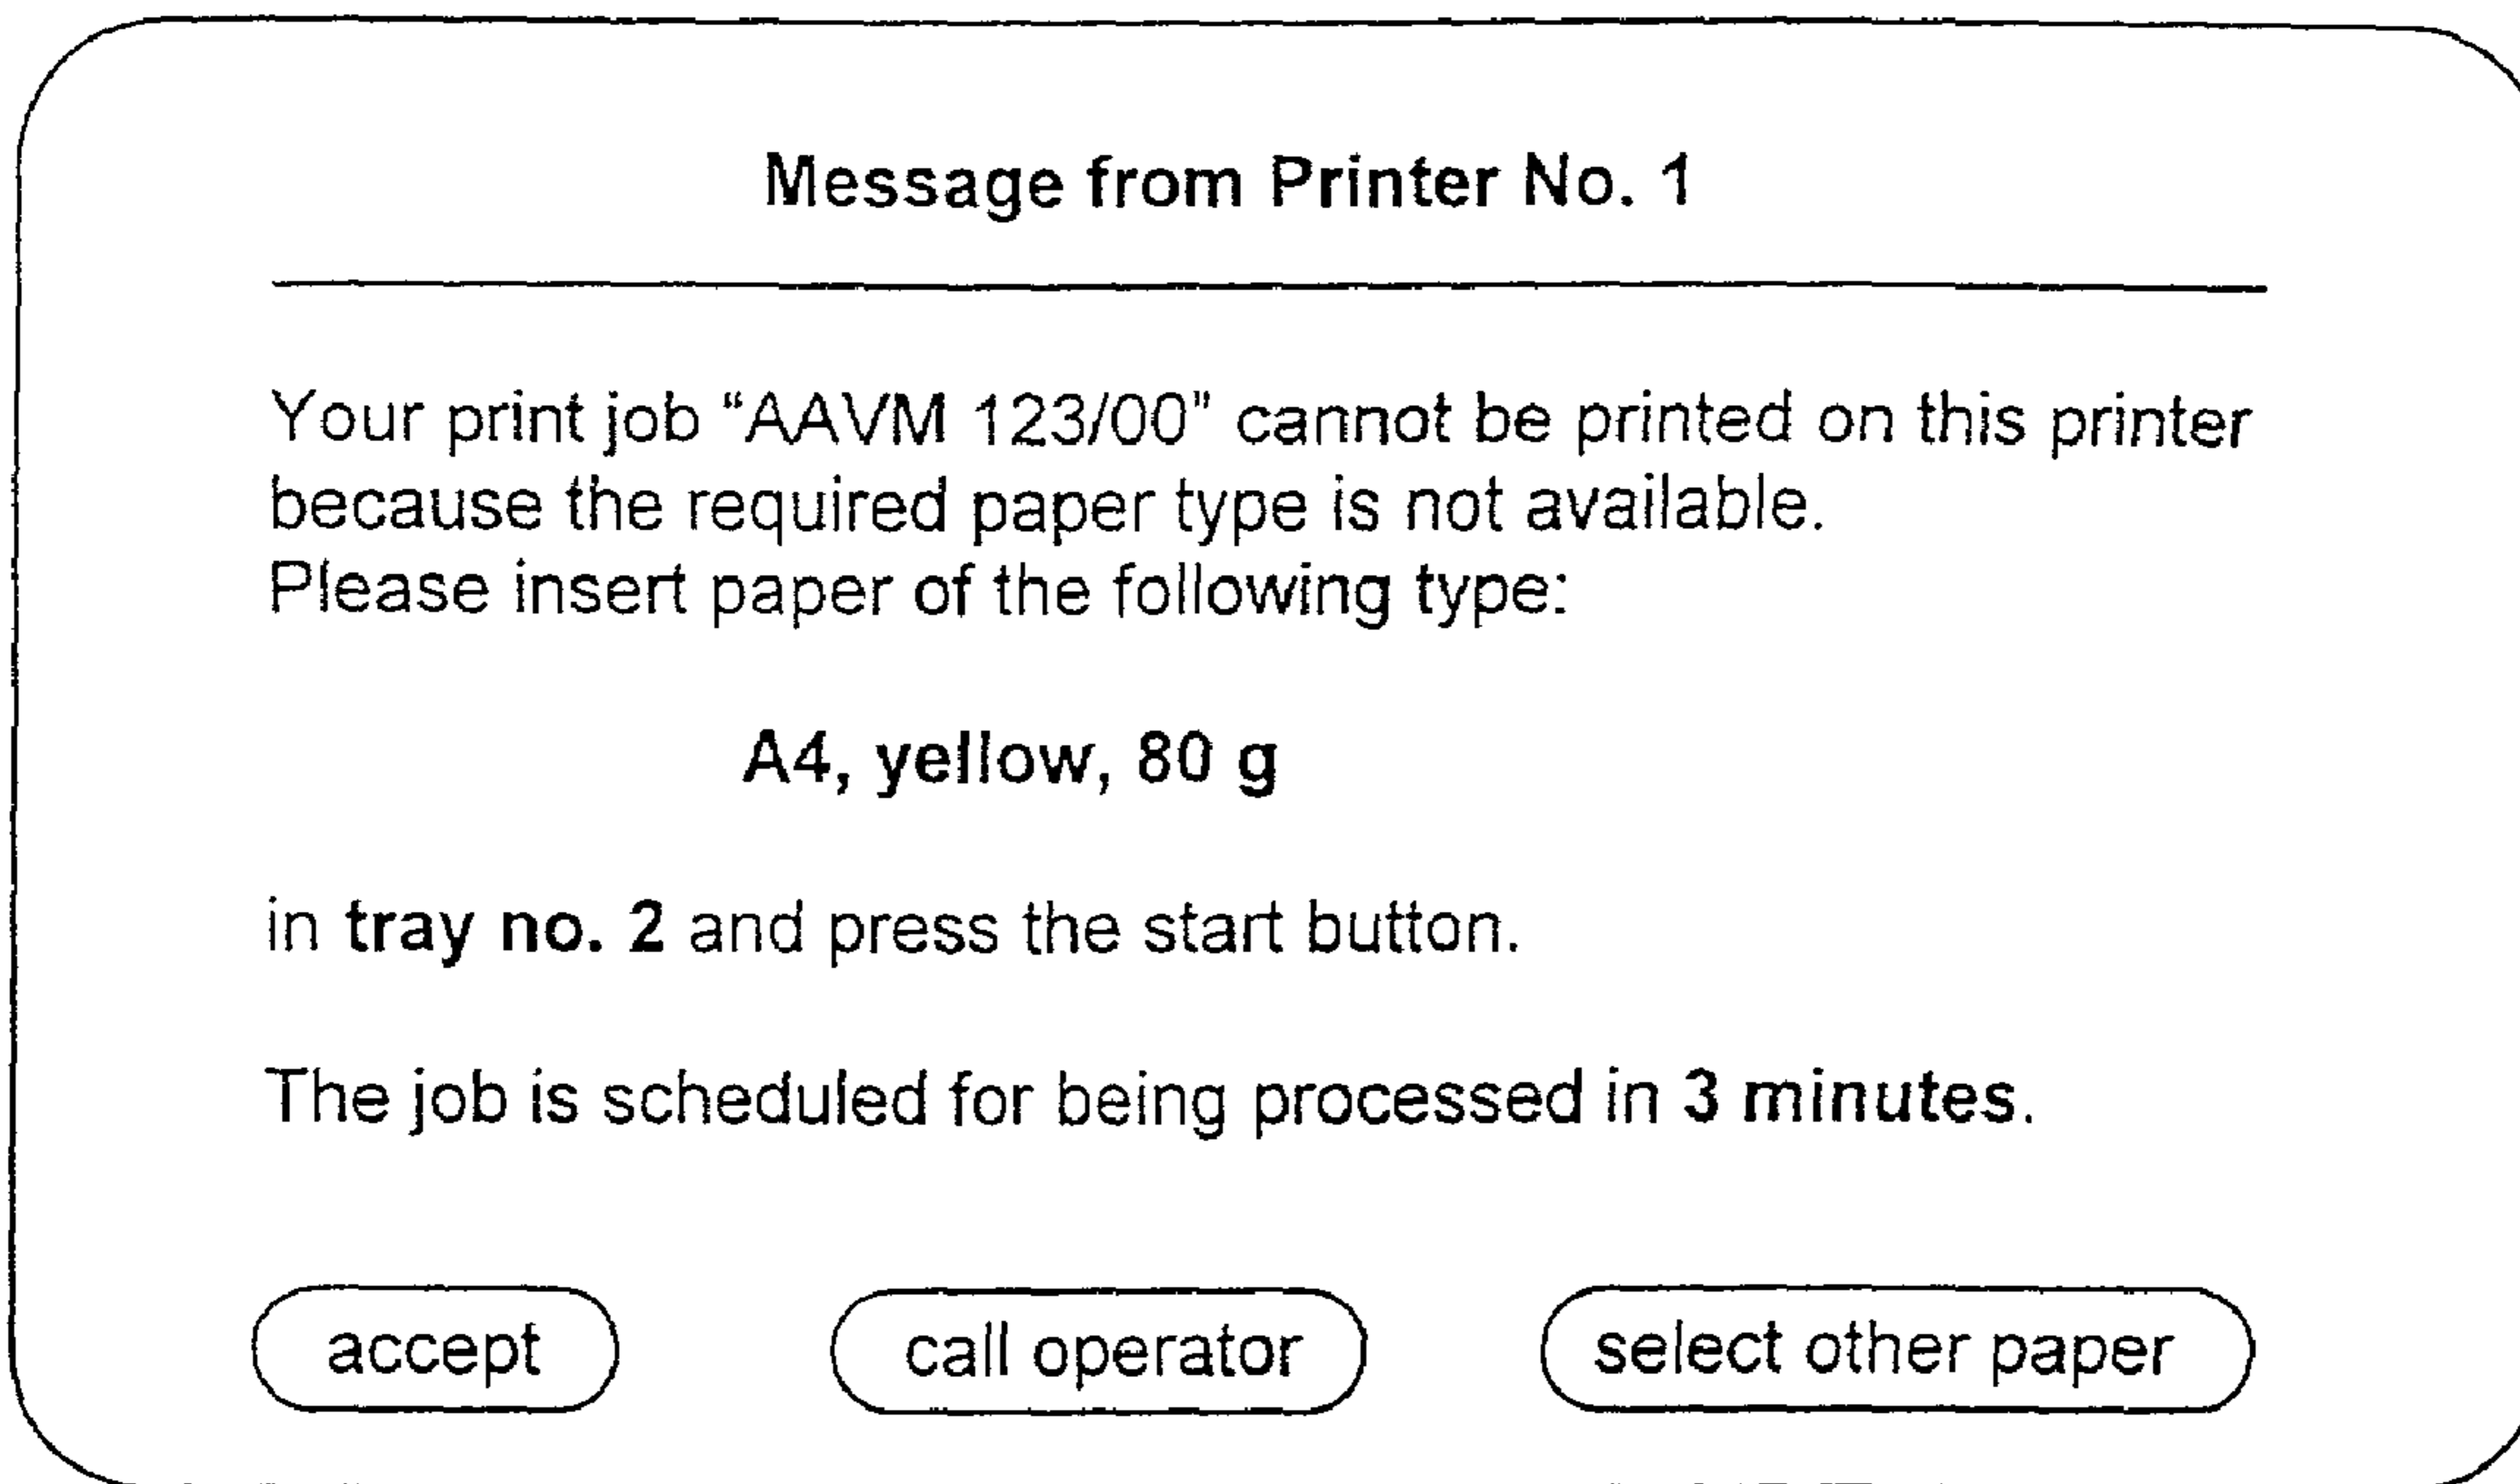 Message from Printer No. 1
Your print job “AAVM 123/00” cannot be printed on this printer
because the required paper type is not available.
Please insert paper of the following type:
A4, yellow, 80 g
in tray no. 2 and press the start button.
The job is scheduled for being processed in 3 minutes.
accept
call operator
select other paper